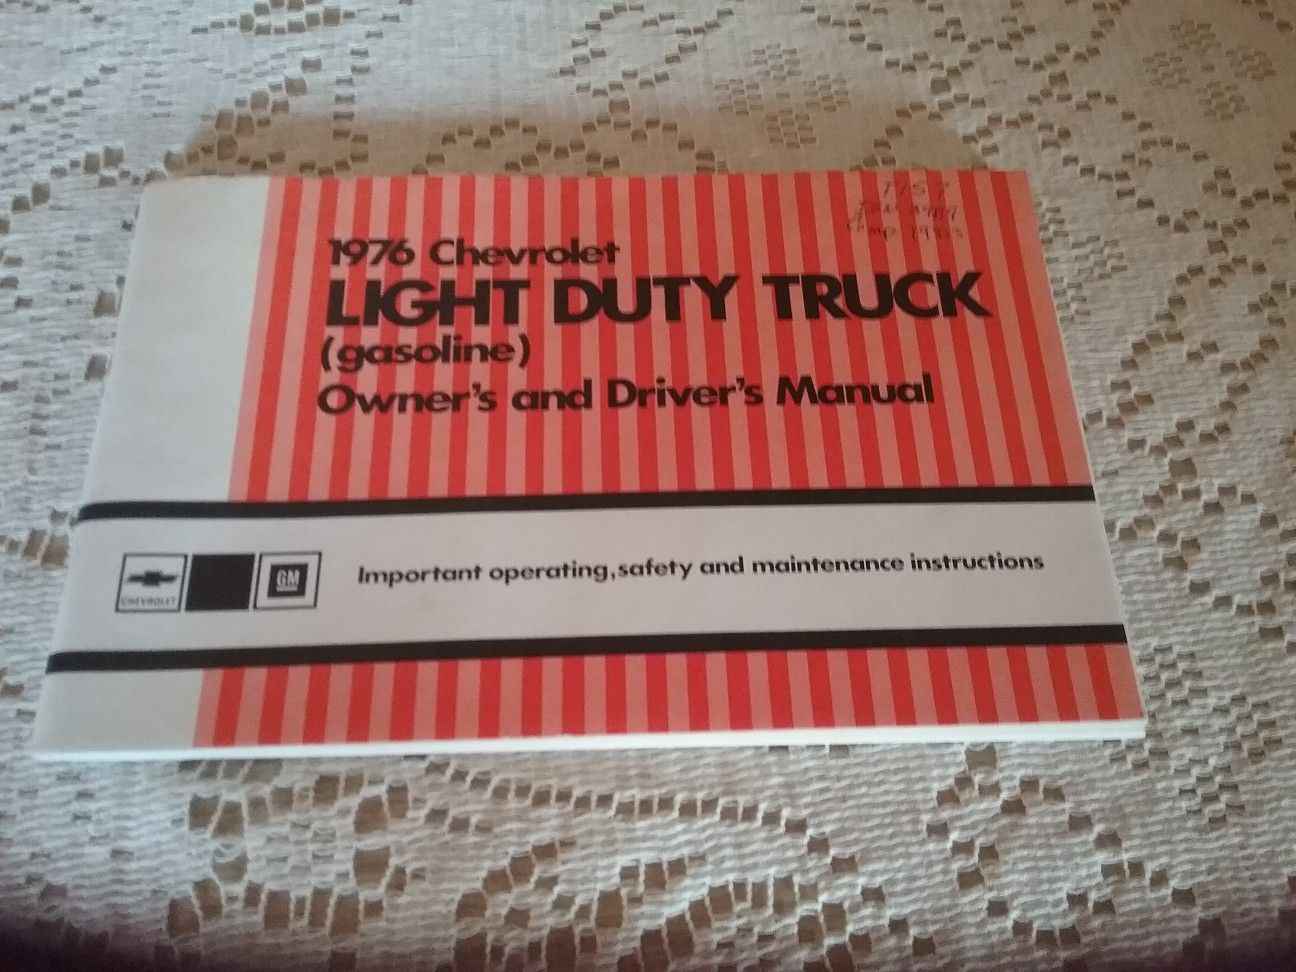 1976 Chevrolet
LIGHT DUTY TRUCK
(gasoline)
Owner's and Driver's Manual
CHEVROLET
GM
Important operating, safety and maintenance instructions